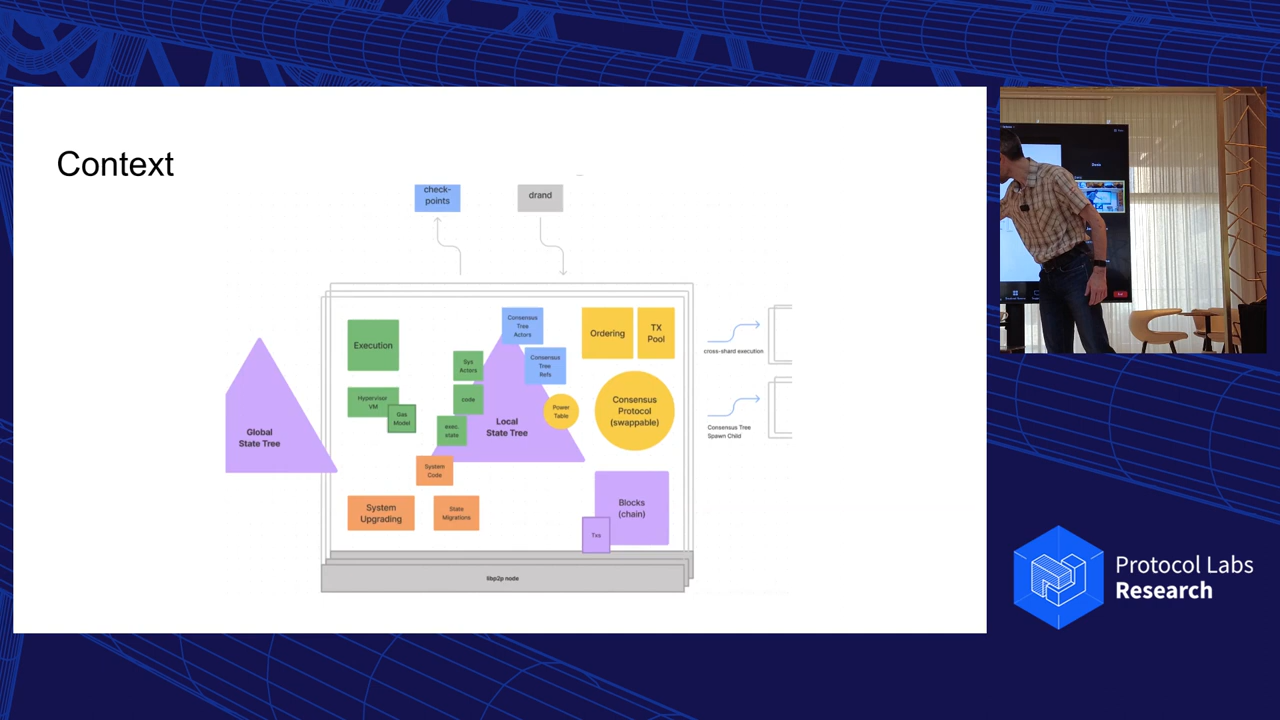 Context
check-
points
drand
Consensus
Tree
Actors
Ordering
TX
Pool
Execution
Sys
Actors
Consensus
Tree
Refs
cross-shard execution
Hypervisor
VM
Gas
Model
code
Power
Table
Consensus
Protocol
(swappable)
exec.
state
Local
State Tree
Global
State Tree
Consensus Tree
Spawn Child
System
Code
System
Upgrading
State
Migrations
Blocks
(chain)
Txs
libp2p node
Protocol Labs
Research